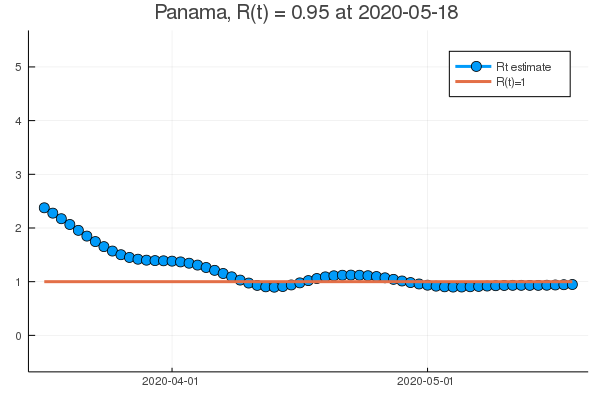 Panama, R(t) = 0.95 at 2020-05-18
5
4
3
2
1
0
Rt estimate
R(t)=1
2020-04-01
2020-05-01